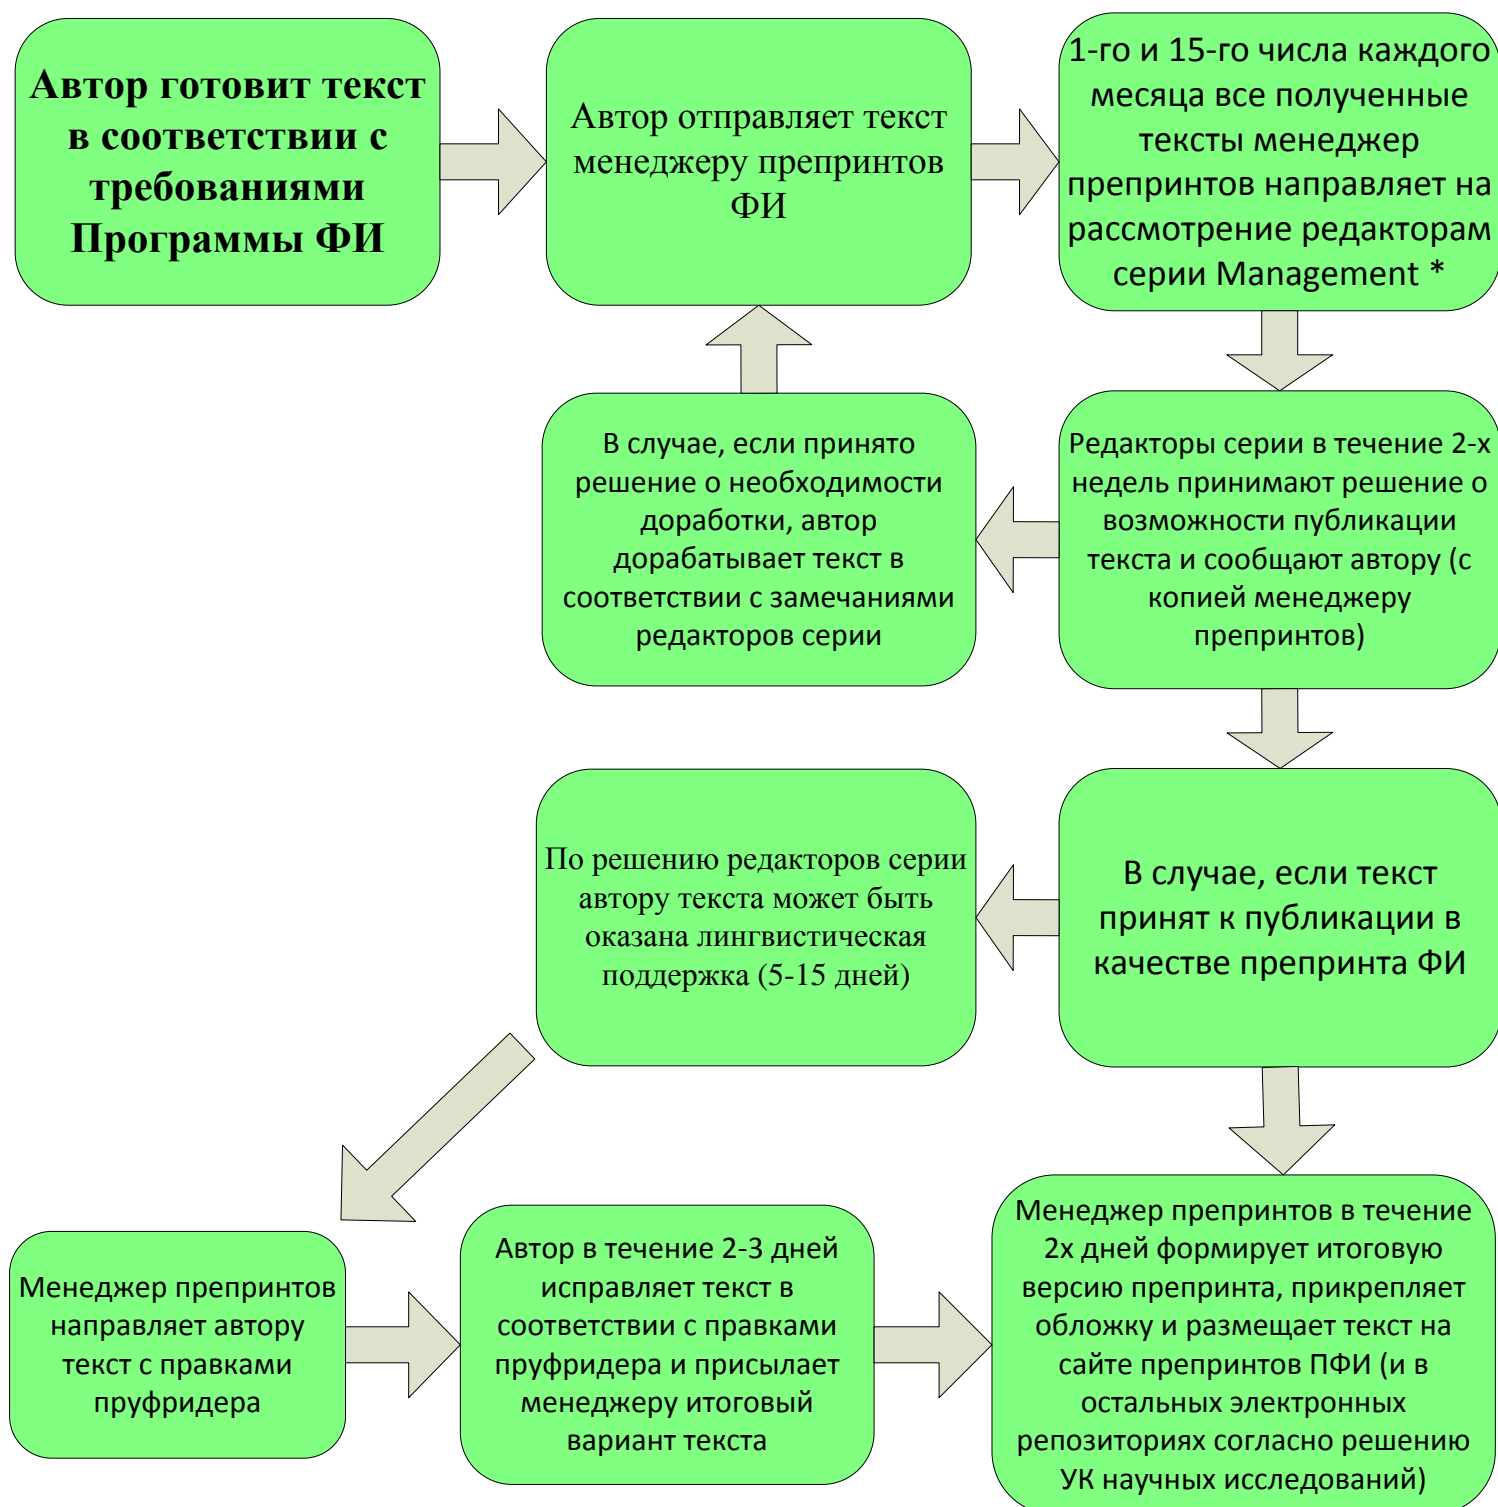 Автор готовит текст
в соответствии с
требованиями
Программы ФИ
Автор отправляет текст
менеджеру препринтов
ФИ
1-го и 15-го числа каждого
месяца все полученные
тексты менеджер
препринтов направляет на
рассмотрение редакторам
серии Management *
В случае, если принято
решение о необходимости
доработки, автор
дорабатывает текст в
соответствии с замечаниями
редакторов серии
Редакторы серии в течение 2-х
недель принимают решение о
возможности публикации
текста и сообщают автору (с
копией менеджеру
препринтов)
По решению редакторов серии
автору текста может быть
оказана лингвистическая
поддержка (5-15 дней)
В случае, если текст
принят к публикации в
качестве препринта ФИ
Менеджер препринтов
направляет автору
текст с правками
пруфридера
Автор в течение 2-3 дней
исправляет текст в
соответствии с правками
пруфридера и присылает
менеджеру итоговый
вариант текста
Менеджер препринтов в течение
2х дней формирует итоговую
версию препринта, прикрепляет
обложку и размещает текст на
сайте препринтов ПФИ (и в
остальных электронных
репозиториях согласно решению
УК научных исследований)